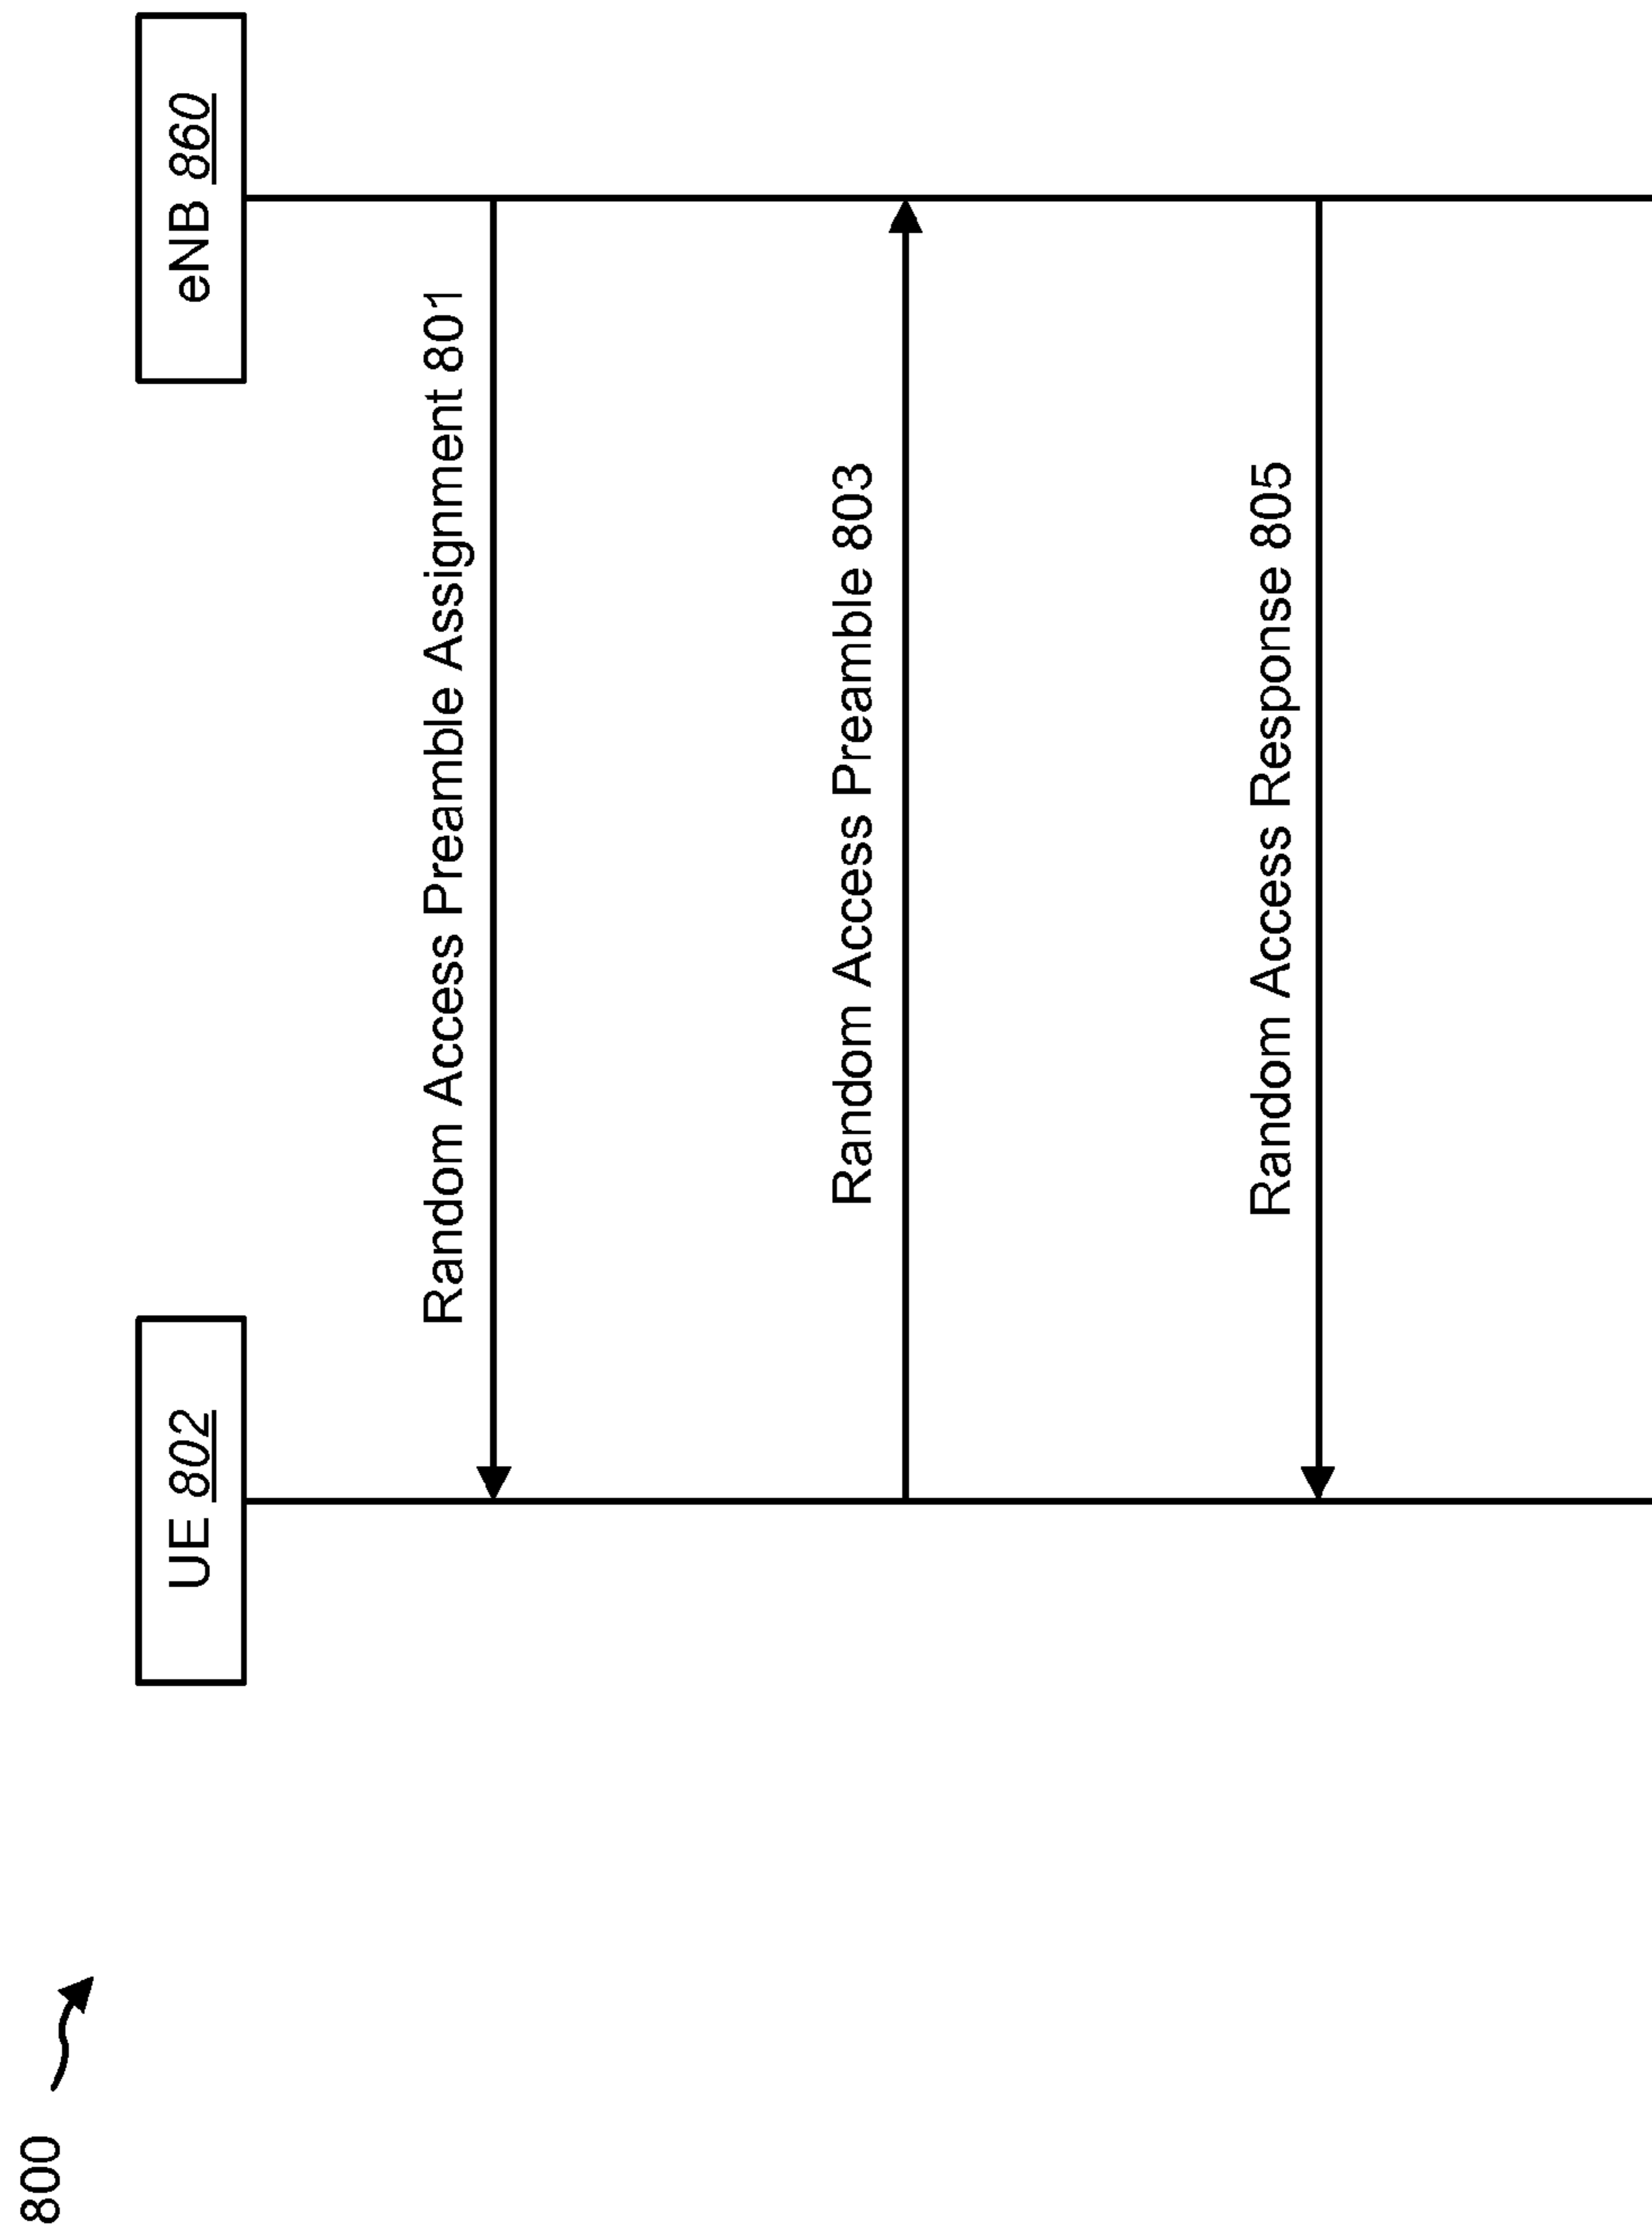 800
UE 802
eNB 860
Random Access Preamble Assignment 801
Random Access Preamble 803
Random Access Response 805